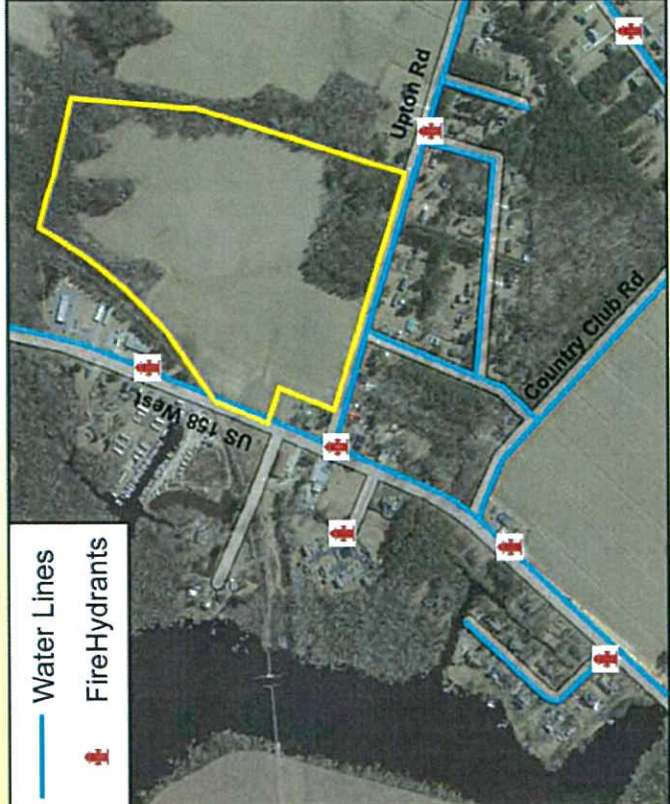 Water Lines
FireHydrants
US 158 West
Upton Rd
Country Club Rd